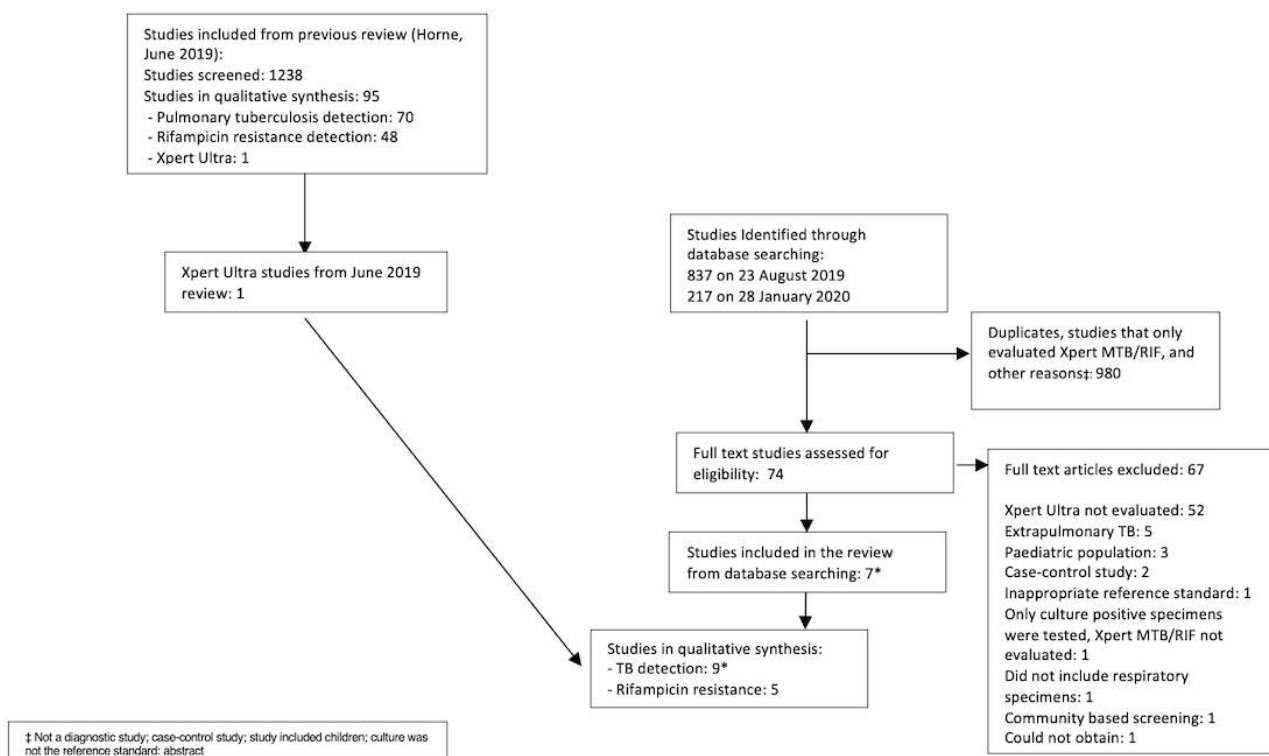 Studies included from previous review (Horne,
June 2019):
Studies screened: 1238
Studies in qualitative synthesis: 95
- Pulmonary tuberculosis detection: 70
- Rifampicin resistance detection: 48
- Xpert Ultra: 1
Xpert Ultra studies from June 2019
review: 1
Studies Identified through
database searching:
837 on 23 August 2019
217 on 28 January 2020
Duplicates, studies that only
evaluated Xpert MTB/RIF, and
other reasons‡: 980
Full text studies assessed for
eligibility: 74
Full text articles excluded: 67
Xpert Ultra not evaluated: 52
Extrapulmonary TB: 5
Paediatric population: 3
Case-control study: 2
Inappropriate reference standard: 1
Only culture positive specimens
were tested, Xpert MTB/RIF not
evaluated: 1
Did not include respiratory
specimens: 1
Community based screening: 1
Could not obtain: 1
Studies included in the review
from database searching: 7*
Studies in qualitative synthesis:
- TB detection: 9*
- Rifampicin resistance: 5
‡ Not a diagnostic study; case-control study; study included children; culture was
not the reference standard; abstract